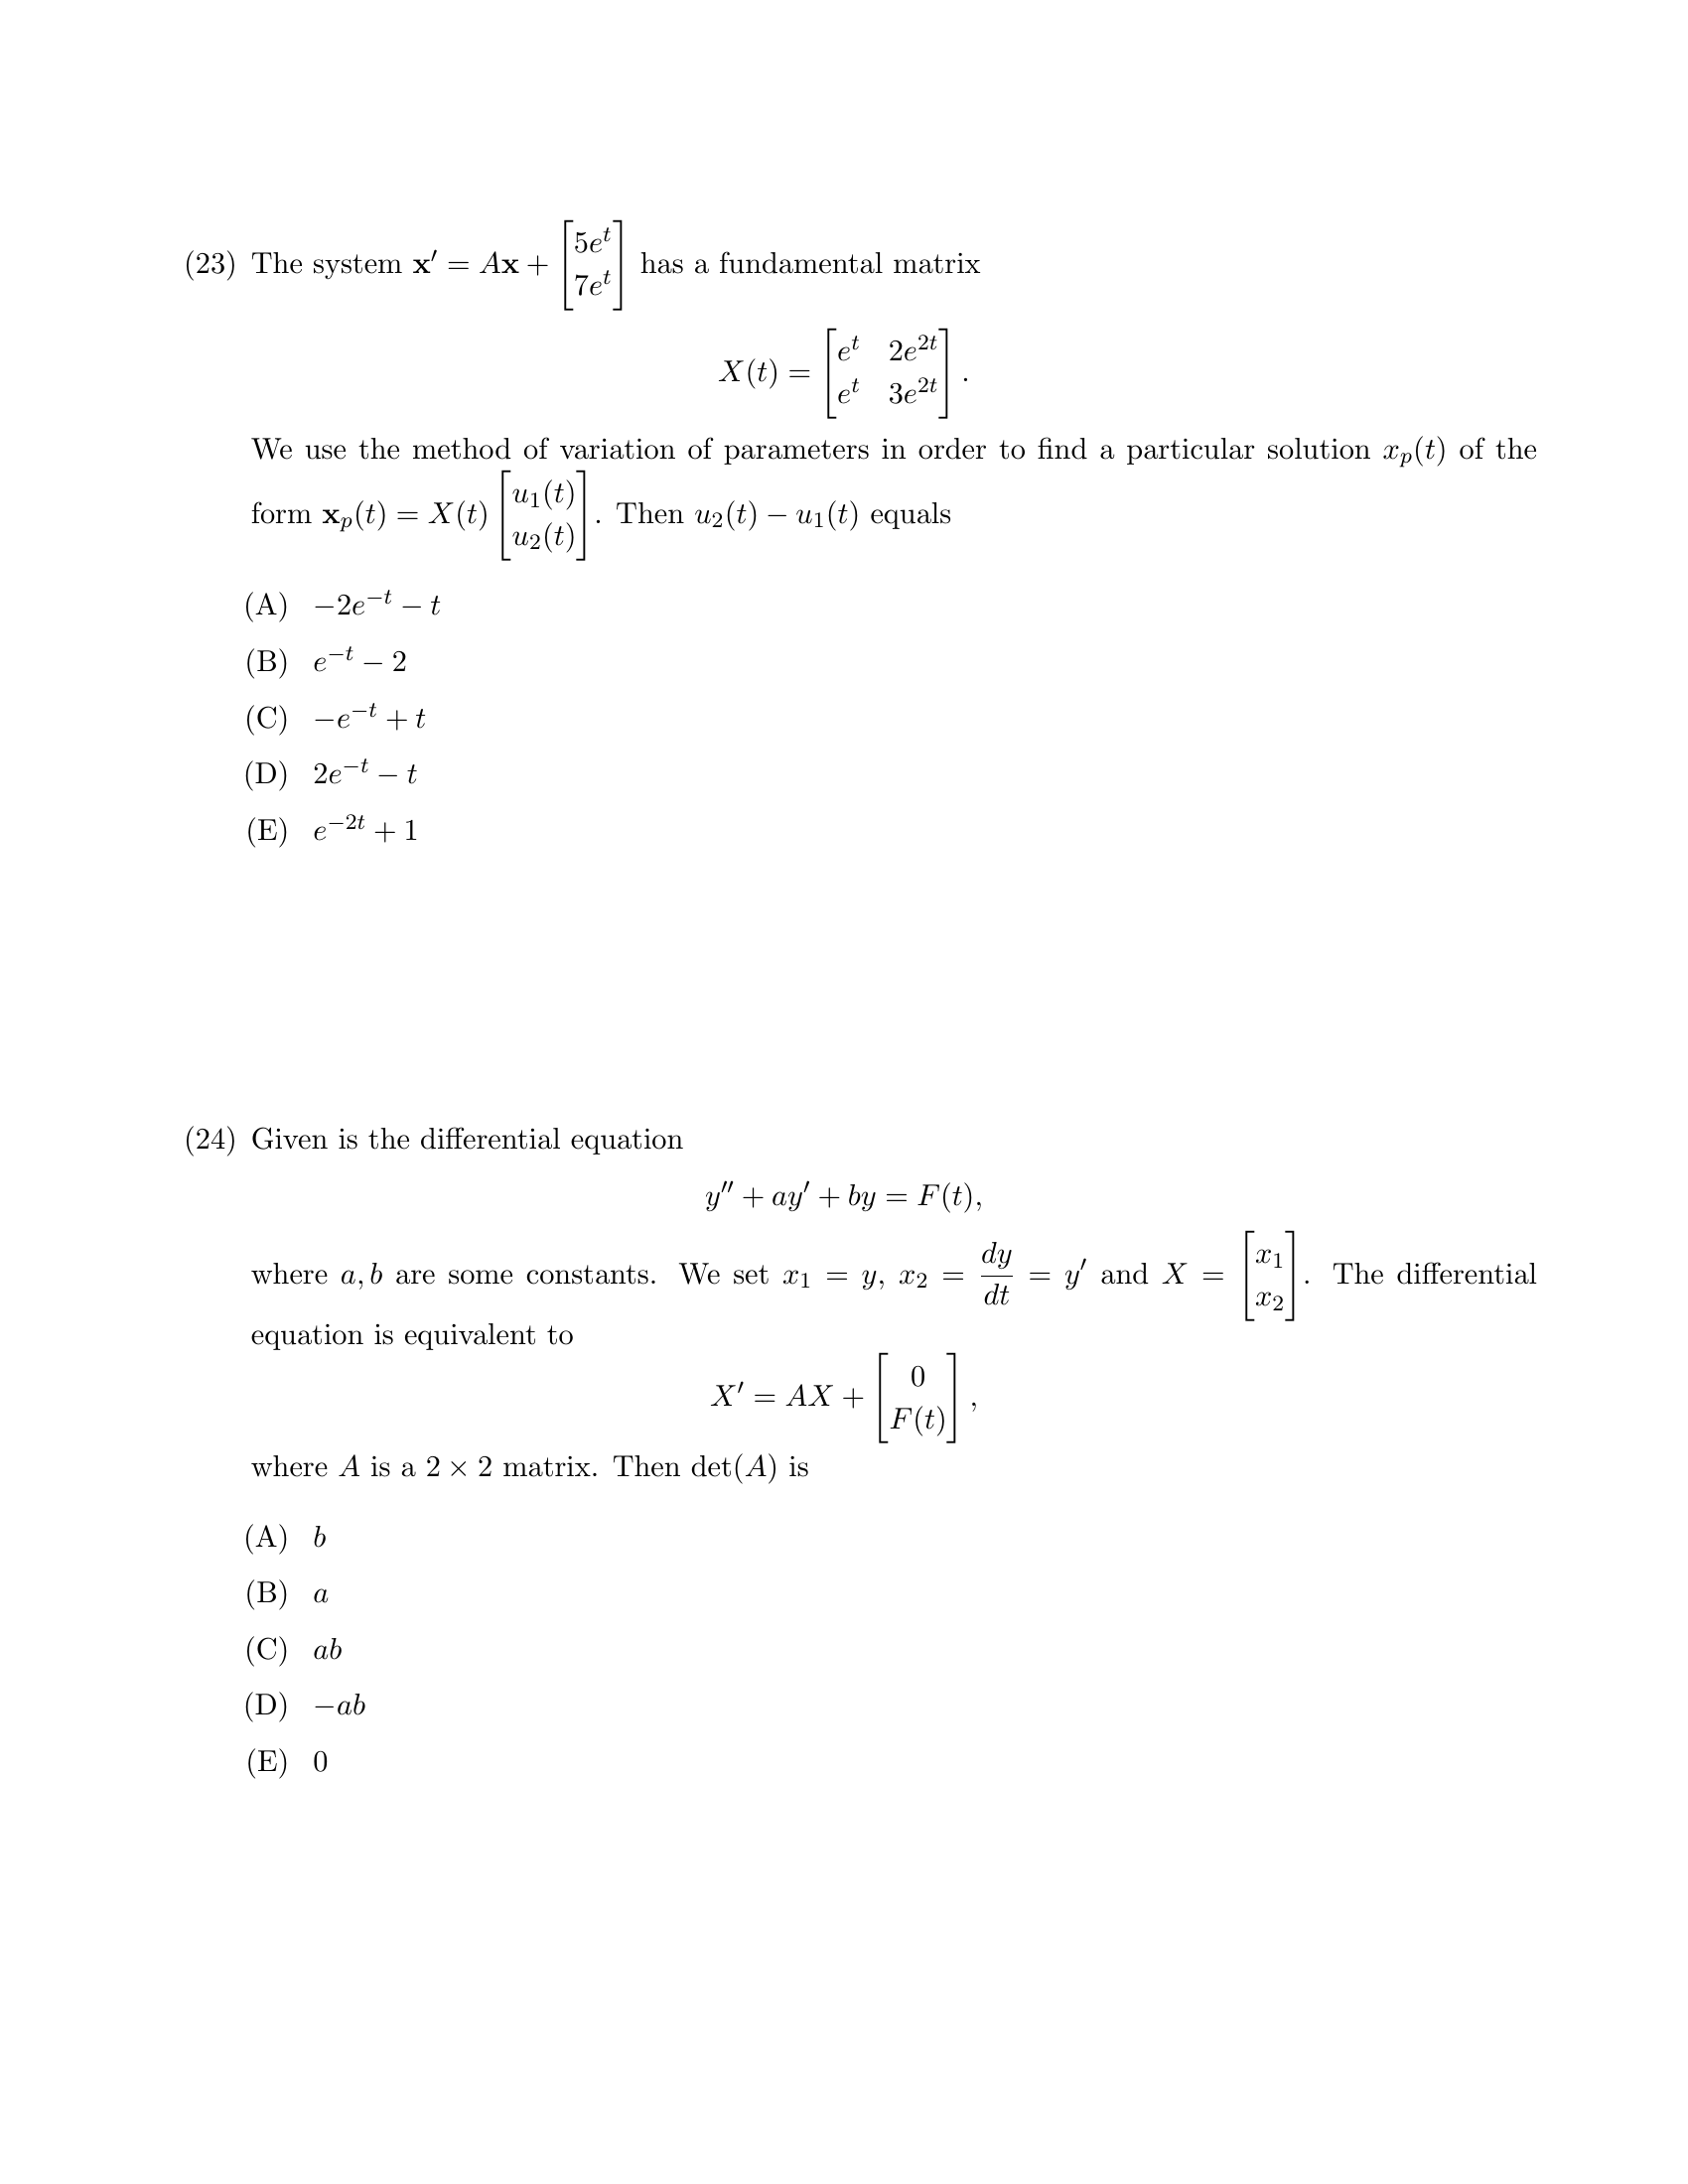 (23) The system $\mathbf{x}' = A\mathbf{x} + \begin{bmatrix} 5e^t \\ 7e^t \end{bmatrix}$ has a fundamental matrix
$X(t) = \begin{bmatrix} e^t & 2e^{2t} \\ e^t & 3e^{2t} \end{bmatrix}.$
We use the method of variation of parameters in order to find a particular solution $x_p(t)$ of the
form $\mathbf{x}_p(t) = X(t) \begin{bmatrix} u_1(t) \\ u_2(t) \end{bmatrix}$. Then $u_2(t) - u_1(t)$ equals
(A) $-2e^{-t} - t$
(B) $e^{-t} - 2$
(C) $-e^{-t} + t$
(D) $2e^{-t} - t$
(E) $e^{-2t} + 1$
(24) Given is the differential equation
$y'' + ay' + by = F(t),$
where $a, b$ are some constants. We set $x_1 = y$, $x_2 = \dfrac{dy}{dt} = y'$ and $X = \begin{bmatrix} x_1 \\ x_2 \end{bmatrix}$. The differential
equation is equivalent to
$X' = AX + \begin{bmatrix} 0 \\ F(t) \end{bmatrix},$
where $A$ is a $2 \times 2$ matrix. Then $\det(A)$ is
(A) $b$
(B) $a$
(C) $ab$
(D) $-ab$
(E) $0$